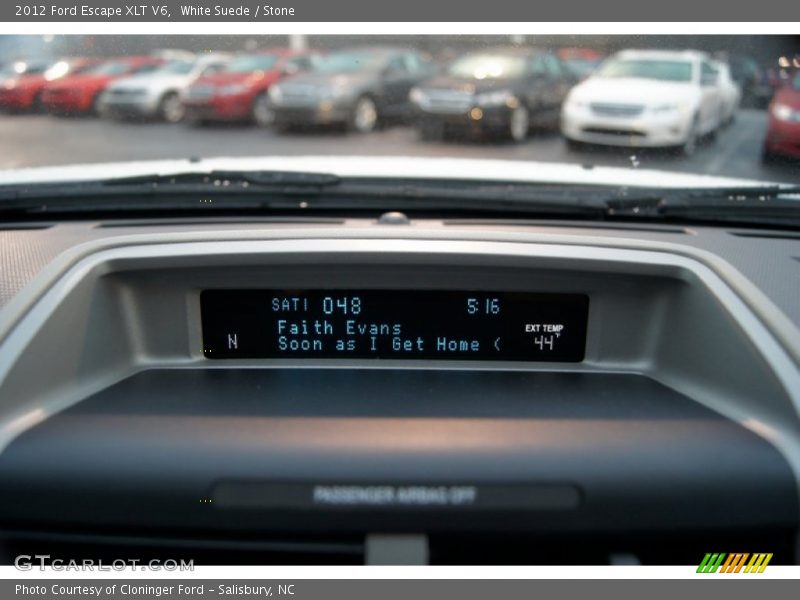 2012 Ford Escape XLT V6,  White Suede / Stone
SAT1 048 5:16
Faith Evans
N Soon as I Get Home (
EXT TEMP
44°
PASSENGER AIRBAG OFF
GTCARLOT.COM
Photo Courtesy of Cloninger Ford – Salisbury, NC